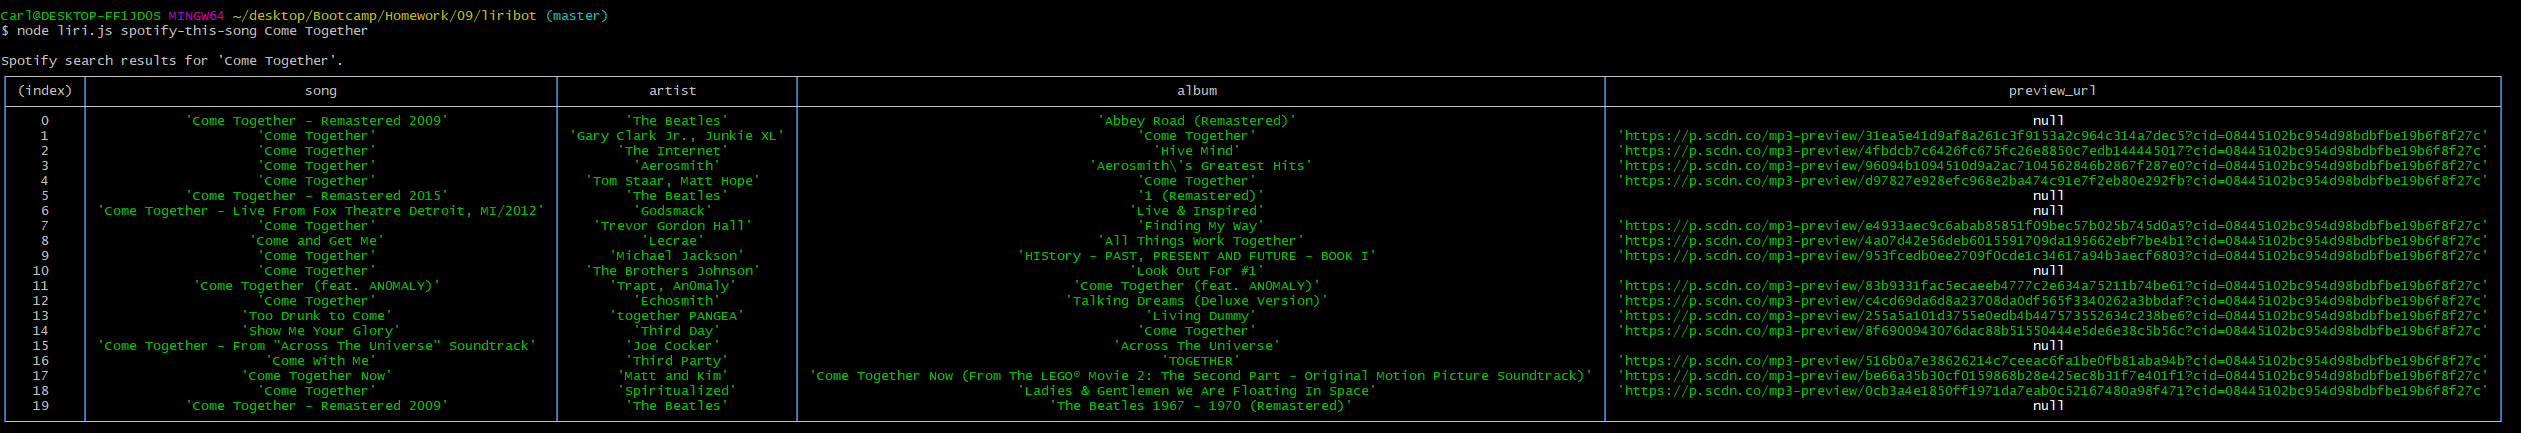 Carl@DESKTOP-FF1JDOS MINGW64 ~/desktop/Bootcamp/Homework/09/liribot (master)
$ node liri.js spotify-this-song Come Together
Spotify search results for 'Come Together'.
(index) song artist album preview_url
0 'Come Together - Remastered 2009' 'The Beatles' 'Abbey Road (Remastered)' null
1 'Come Together' 'Gary Clark Jr., Junkie XL' 'Come Together' 'https://p.scdn.co/mp3-preview/31ea5e41d9af8a261c3f9153a2c964c314a7dec5?cid=08445102bc954d98bdbfbe19b6f8f27c'
2 'Come Together' 'The Internet' 'Hive Mind' 'https://p.scdn.co/mp3-preview/4fbdcb7c6426fc675fc26e8850c7edb144445017?cid=08445102bc954d98bdbfbe19b6f8f27c'
3 'Come Together' 'Aerosmith' 'Aerosmith\'s Greatest Hits' 'https://p.scdn.co/mp3-preview/96094b1094510d9a2ac7104562846b2867f287e0?cid=08445102bc954d98bdbfbe19b6f8f27c'
4 'Come Together' 'Tom Staar, Matt Hope' 'Come Together' 'https://p.scdn.co/mp3-preview/d97827e928efc968e2ba474c91e7f2eb80e292fb?cid=08445102bc954d98bdbfbe19b6f8f27c'
5 'Come Together - Remastered 2015' 'The Beatles' '1 (Remastered)' null
6 'Come Together - Live From Fox Theatre Detroit, MI/2012' 'Godsmack' 'Live & Inspired' null
7 'Come Together' 'Trevor Gordon Hall' 'Finding My Way' 'https://p.scdn.co/mp3-preview/e4933aec9c6abab85851f09bec57b025b745d0a5?cid=08445102bc954d98bdbfbe19b6f8f27c'
8 'Come and Get Me' 'Lecrae' 'All Things Work Together' 'https://p.scdn.co/mp3-preview/4a07d42e56deb6015591709da195662ebf7be4b1?cid=08445102bc954d98bdbfbe19b6f8f27c'
9 'Come Together' 'Michael Jackson' 'HIStory - PAST, PRESENT AND FUTURE - BOOK I' 'https://p.scdn.co/mp3-preview/953fcedb0ee2709f0cde1c34617a94b3aecf6803?cid=08445102bc954d98bdbfbe19b6f8f27c'
10 'Come Together' 'The Brothers Johnson' 'Look Out For #1' null
11 'Come Together (feat. AN0MALY)' 'Trapt, An0maly' 'Come Together (feat. AN0MALY)' 'https://p.scdn.co/mp3-preview/83b9331fac5ecaeeb4777c2e634a75211b74be61?cid=08445102bc954d98bdbfbe19b6f8f27c'
12 'Come Together' 'Echosmith' 'Talking Dreams (Deluxe Version)' 'https://p.scdn.co/mp3-preview/c4cd69da6d8a23708da0df565f3340262a3bbdaf?cid=08445102bc954d98bdbfbe19b6f8f27c'
13 'Too Drunk to Come' 'together PANGEA' 'Living Dummy' 'https://p.scdn.co/mp3-preview/255a5a101d3755e0edb4b447573552634c238be6?cid=08445102bc954d98bdbfbe19b6f8f27c'
14 'Show Me Your Glory' 'Third Day' 'Come Together' 'https://p.scdn.co/mp3-preview/8f6900943076dac88b51550444e5de6e38c5b56c?cid=08445102bc954d98bdbfbe19b6f8f27c'
15 'Come Together - From "Across The Universe" Soundtrack' 'Joe Cocker' 'Across The Universe' null
16 'Come With Me' 'Third Party' 'TOGETHER' 'https://p.scdn.co/mp3-preview/516b0a7e38626214c7ceeac6fa1be0fb81aba94b?cid=08445102bc954d98bdbfbe19b6f8f27c'
17 'Come Together Now' 'Matt and Kim' 'Come Together Now (From The LEGO® Movie 2: The Second Part - Original Motion Picture Soundtrack)' 'https://p.scdn.co/mp3-preview/be66a35b30cf0159868b28e425ec8b31f7e401f1?cid=08445102bc954d98bdbfbe19b6f8f27c'
18 'Come Together' 'Spiritualized' 'Ladies & Gentlemen We Are Floating In Space' 'https://p.scdn.co/mp3-preview/0cb3a4e1850ff1971da7eab0c52167480a98f471?cid=08445102bc954d98bdbfbe19b6f8f27c'
19 'Come Together - Remastered 2009' 'The Beatles' 'The Beatles 1967 - 1970 (Remastered)' null